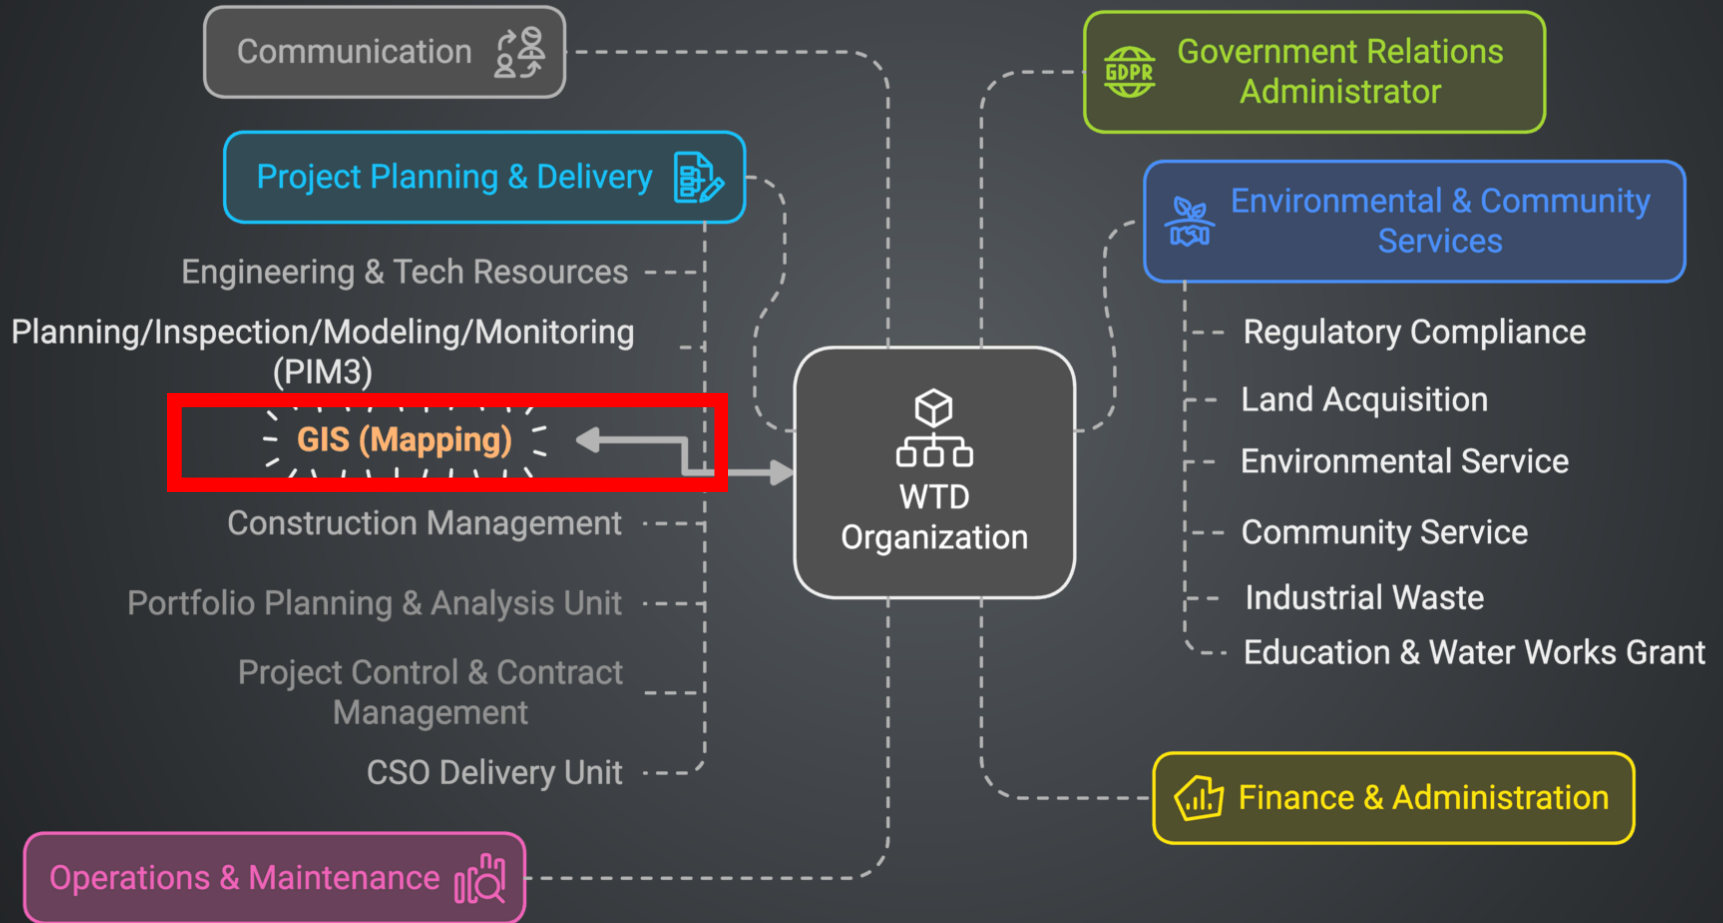 Communication
Project Planning & Delivery
Engineering & Tech Resources
Planning/Inspection/Modeling/Monitoring
(PIM3)
GIS (Mapping)
Construction Management
Portfolio Planning & Analysis Unit
Project Control & Contract
Management
CSO Delivery Unit
Operations & Maintenance
WTD
Organization
GDPR
Government Relations
Administrator
Environmental & Community
Services
Regulatory Compliance
Land Acquisition
Environmental Service
Community Service
Industrial Waste
Education & Water Works Grant
Finance & Administration